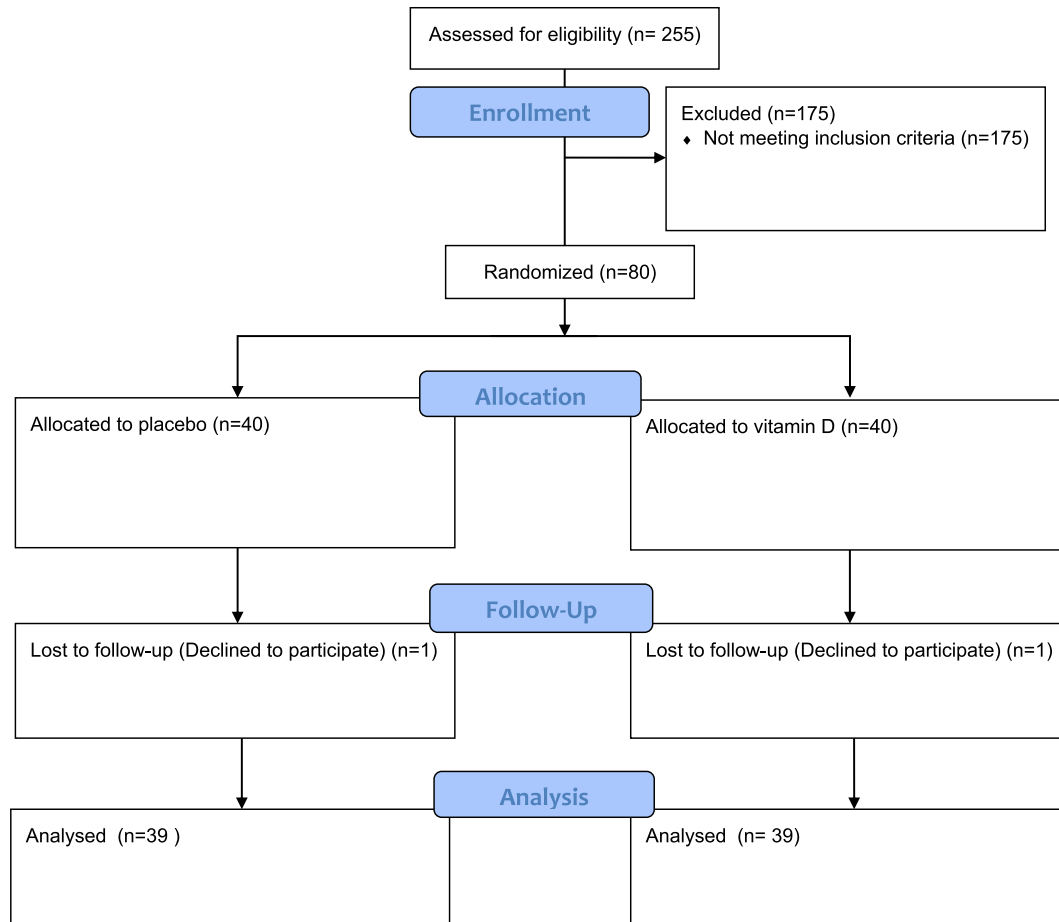 Assessed for eligibility (n= 255)
Enrollment
Excluded (n=175)
♦ Not meeting inclusion criteria (n=175)
Randomized (n=80)
Allocation
Allocated to placebo (n=40)
Allocated to vitamin D (n=40)
Follow-Up
Lost to follow-up (Declined to participate) (n=1)
Lost to follow-up (Declined to participate) (n=1)
Analysis
Analysed (n=39 )
Analysed (n= 39)